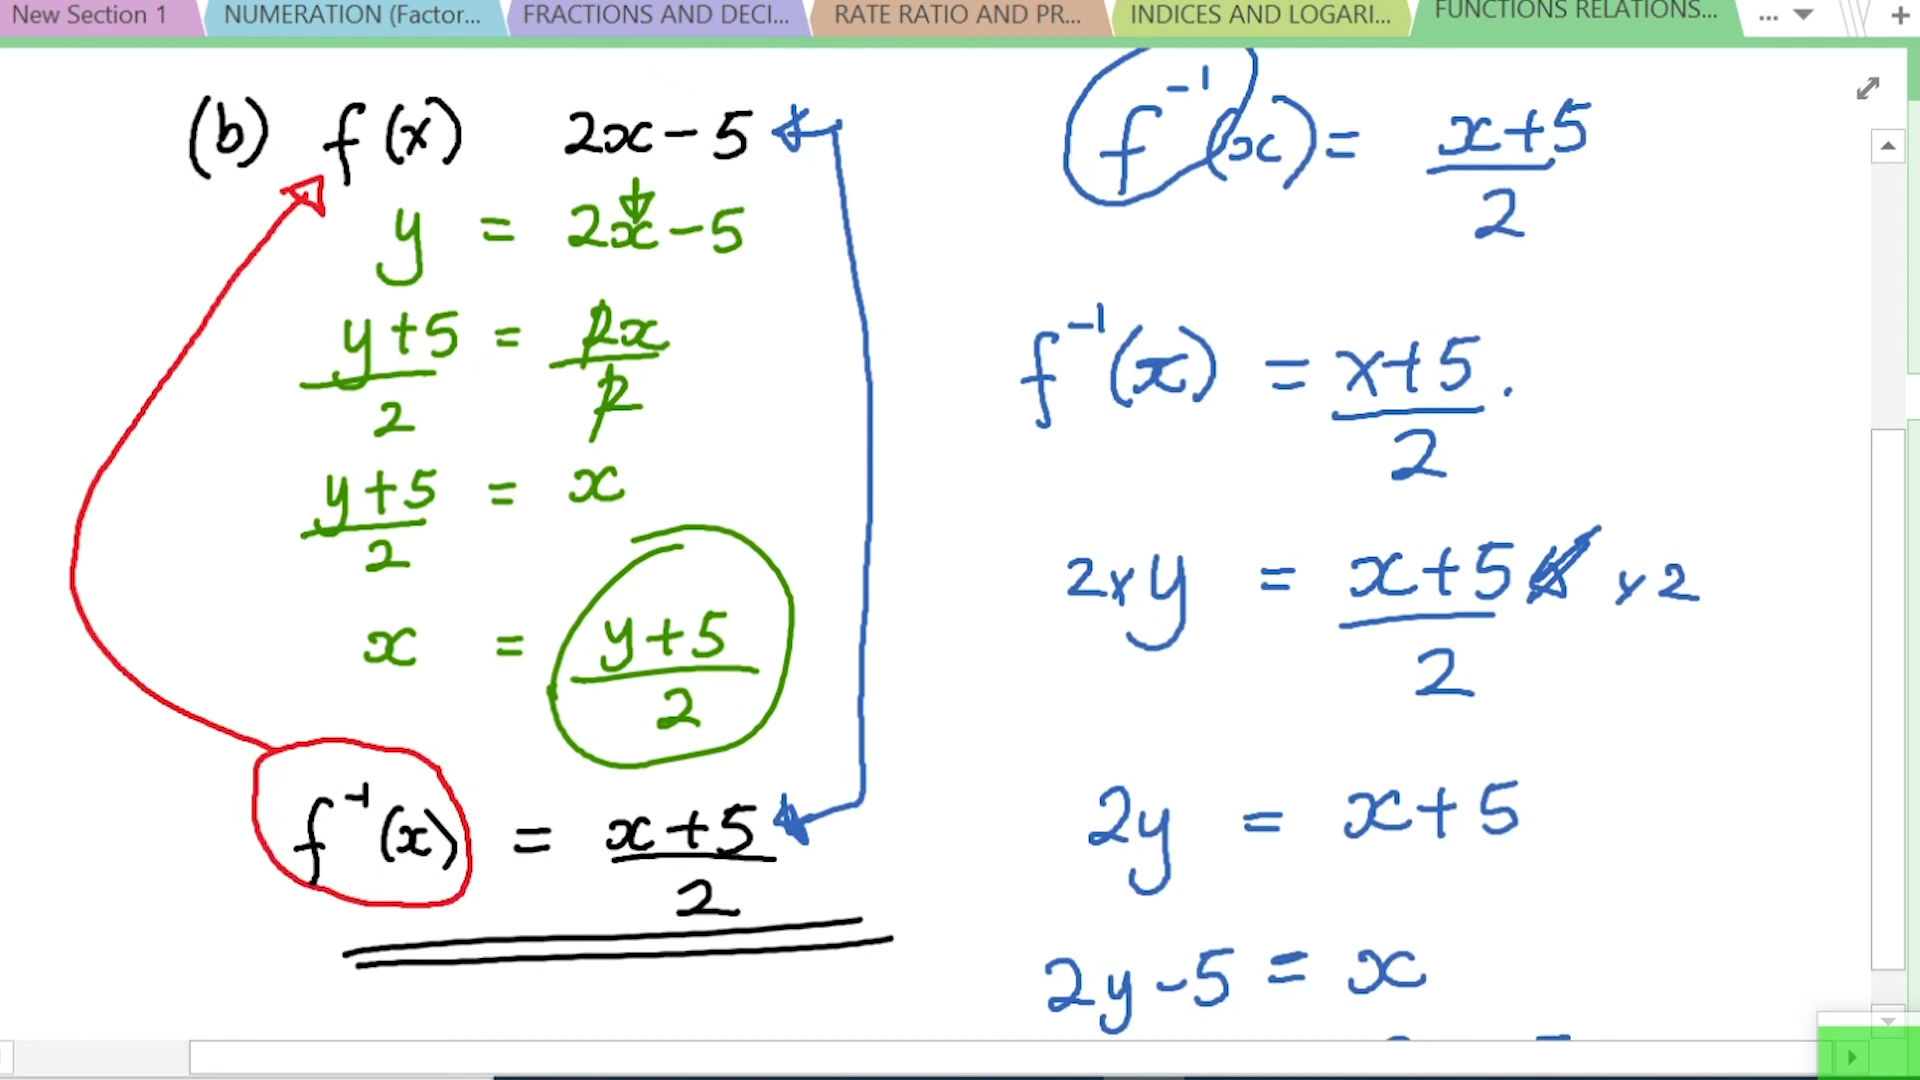 New Section 1 NUMERATION (Factor... FRACTIONS AND DECI... RATE RATIO AND PR... INDICES AND LOGARI... FUNCTIONS RELATIONS... ... +
(b) f(x) 2x - 5
y = 2x - 5
y + 5 / 2 = 2x / 2
y + 5 / 2 = x
x = y + 5 / 2
f⁻¹(x) = x + 5 / 2
f⁻¹(x) = x + 5 / 2
f⁻¹(x) = x + 5 / 2 .
2 x y = x + 5 / 2 x 2
2y = x + 5
2y - 5 = x